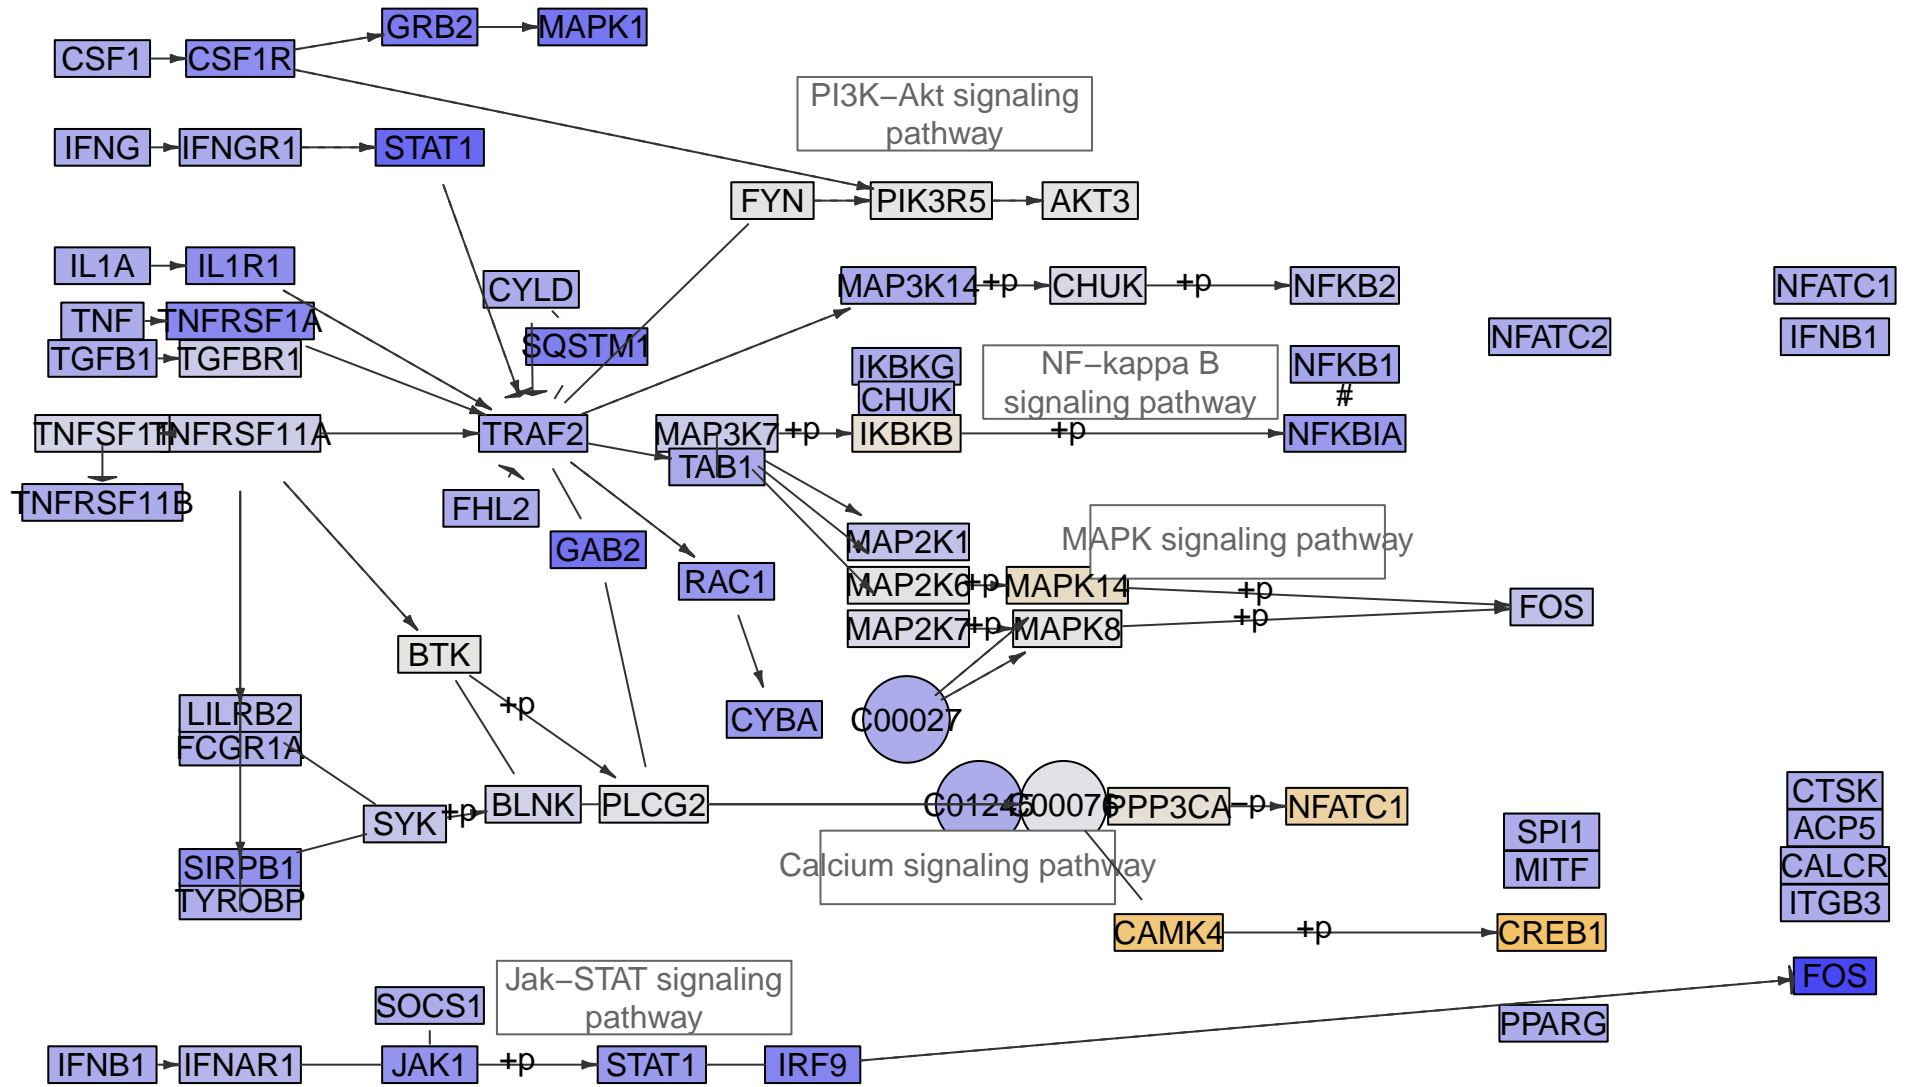 GRB2
MAPK1
CSF1
CSF1R
PI3K−Akt signaling
pathway
IFNG
IFNGR1
STAT1
FYN
PIK3R5
AKT3
IL1A
IL1R1
CYLD
MAP3K14
+p
CHUK
+p
NFKB2
NFATC1
TNF
TNFRSF1A
SQSTM1
NFATC2
IFNB1
TGFB1
TGFBR1
IKBKG
NF−kappa B
signaling pathway
NFKB1
CHUK
#
TNFSF11
TNFRSF11A
TRAF2
MAP3K7
+p
IKBKB
+p
NFKBIA
TAB1
TNFRSF11B
FHL2
GAB2
MAP2K1
MAPK signaling pathway
RAC1
MAP2K6
+p
MAPK14
+p
FOS
MAP2K7
+p
MAPK8
+p
BTK
+p
LILRB2
FCGR1A
CYBA
C00027
SYK
+p
BLNK
PLCG2
C01245
C00076
PPP3CA
−p
NFATC1
CTSK
SPI1
ACP5
SIRPB1
Calcium signaling pathway
MITF
CALCR
TYROBP
ITGB3
CAMK4
+p
CREB1
FOS
Jak−STAT signaling
pathway
SOCS1
PPARG
IFNB1
IFNAR1
JAK1
+p
STAT1
IRF9